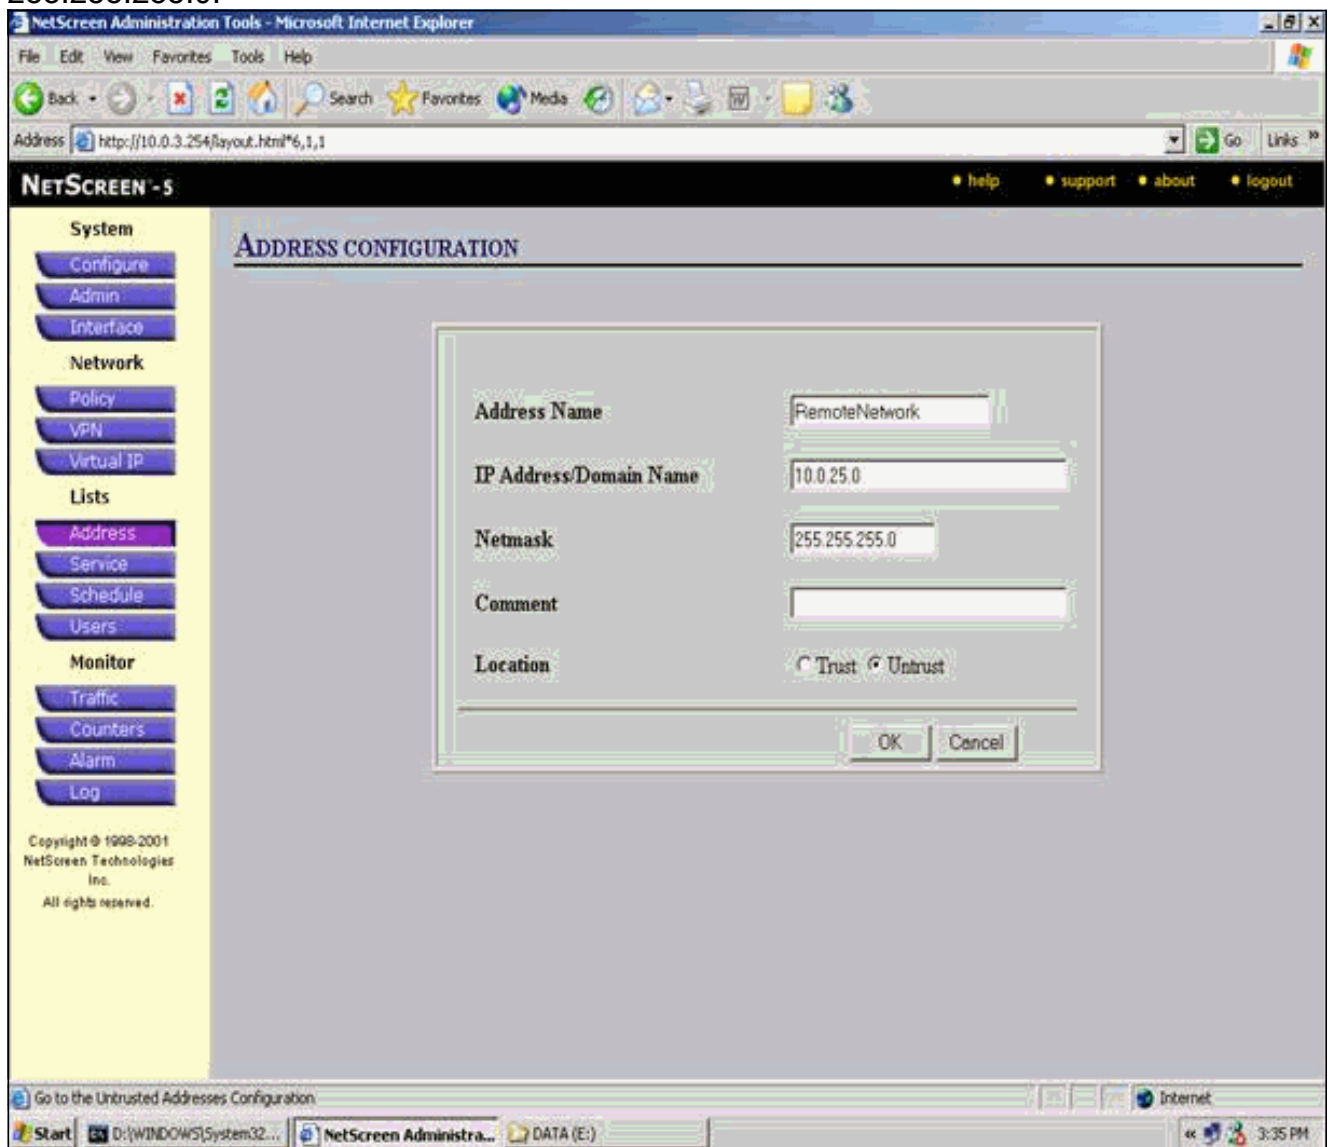 255.255.255.0.
NetScreen Administration Tools - Microsoft Internet Explorer
File Edit View Favorites Tools Help
Back Search Favorites Media
Address http://10.0.3.254/layout.html*6,1,1 Go Links »
NETSCREEN - 5 help support about logout
System
Configure
Admin
Interface
Network
Policy
VPN
Virtual IP
Lists
Address
Service
Schedule
Users
Monitor
Traffic
Counters
Alarm
Log
Copyright © 1998-2001
NetScreen Technologies
Inc.
All rights reserved.
ADDRESS CONFIGURATION
Address Name RemoteNetwork
IP Address/Domain Name 10.0.25.0
Netmask 255.255.255.0
Comment
Location Trust Untrust
OK Cancel
Go to the Untrusted Addresses Configuration Internet
Start D:\WINDOWS\System32... NetScreen Administra... DATA (E:) « 3:35 PM